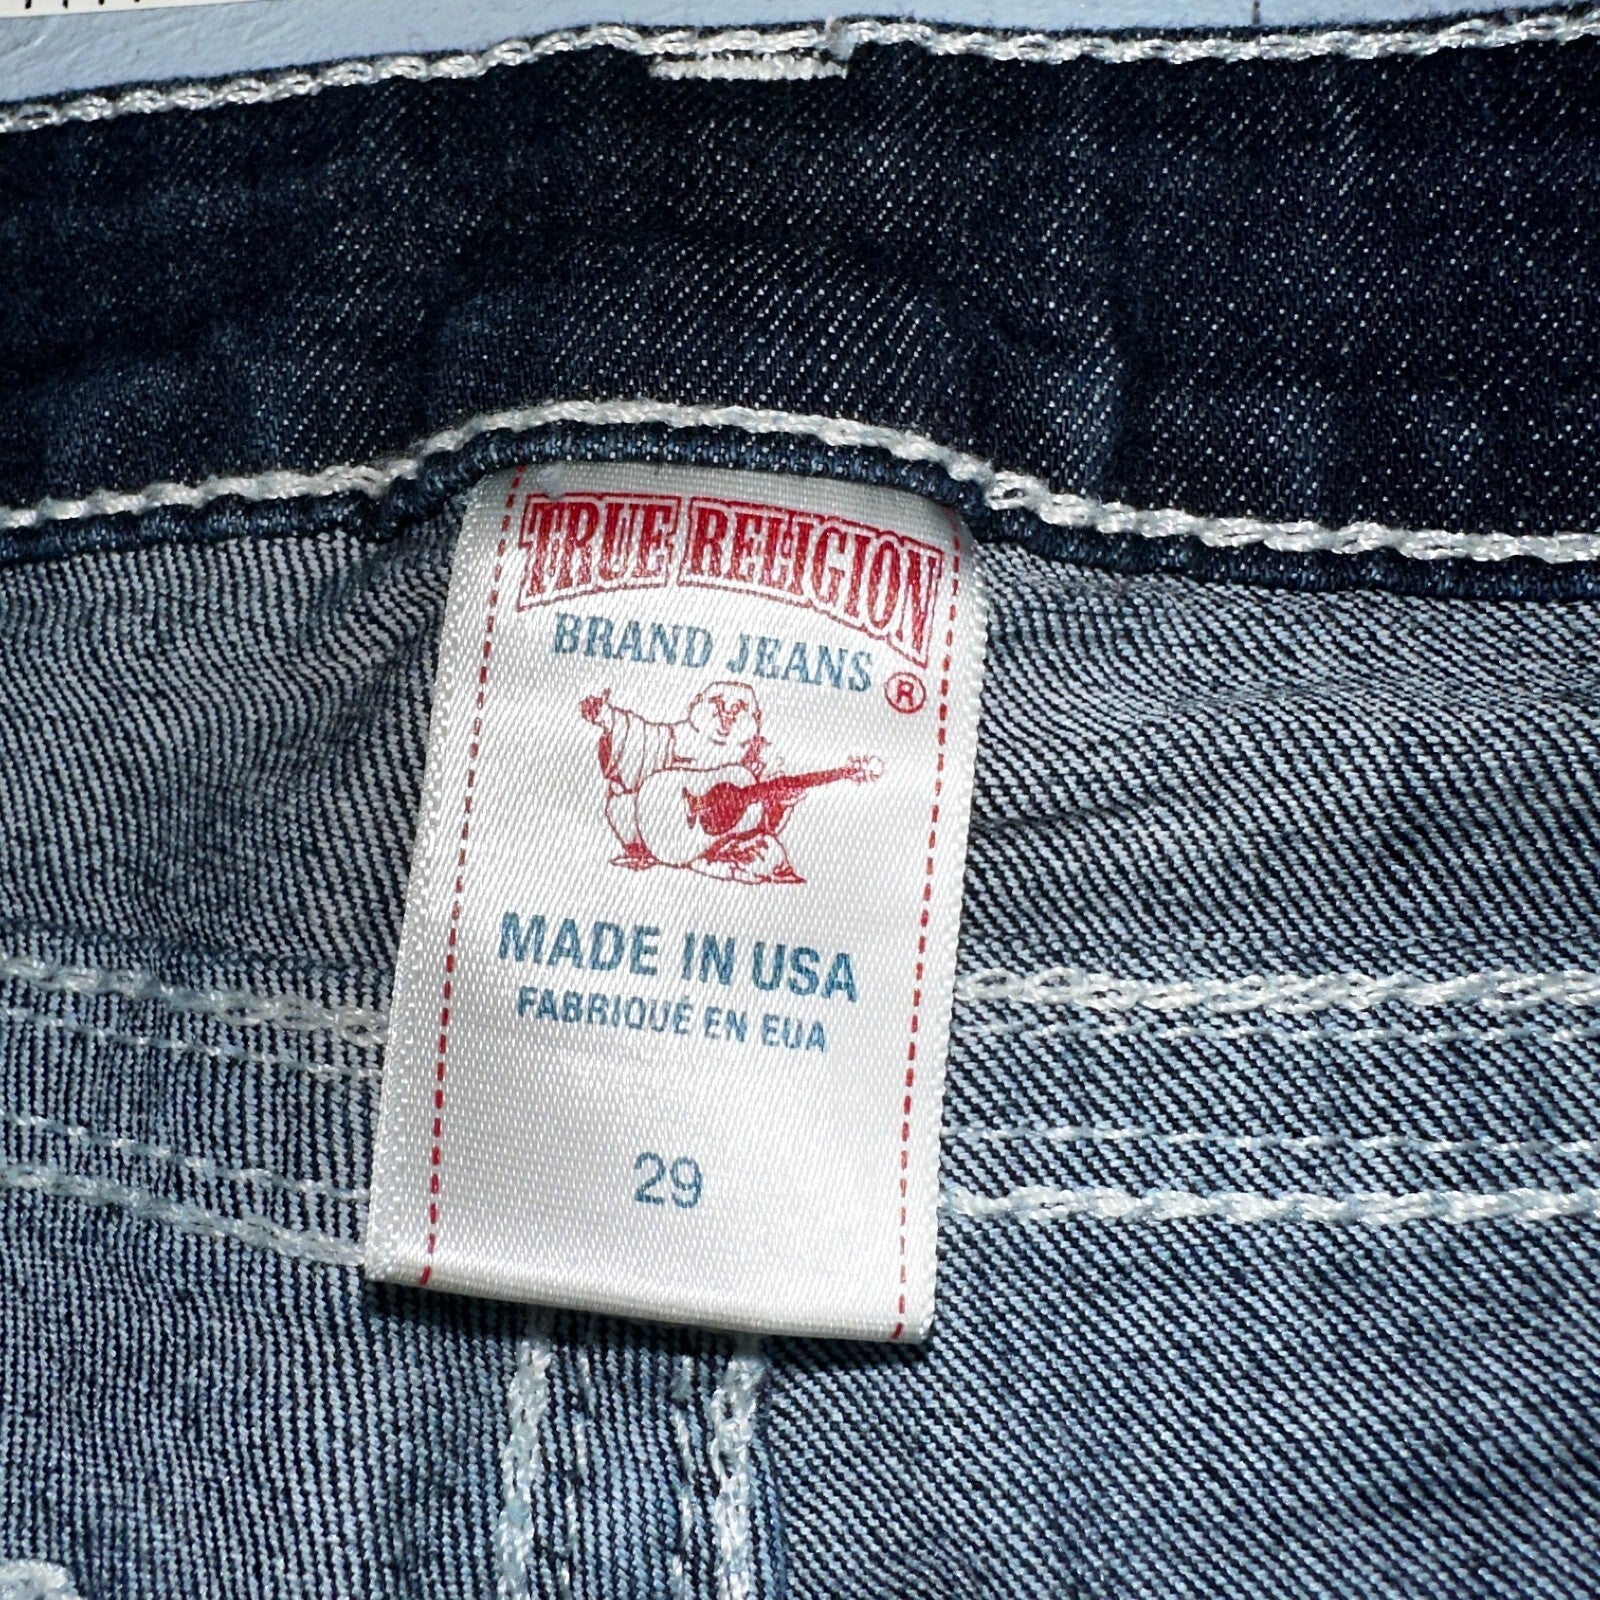 TRUE RELIGION
BRAND JEANS ®
MADE IN USA
FABRIQUÉ EN EUA
29